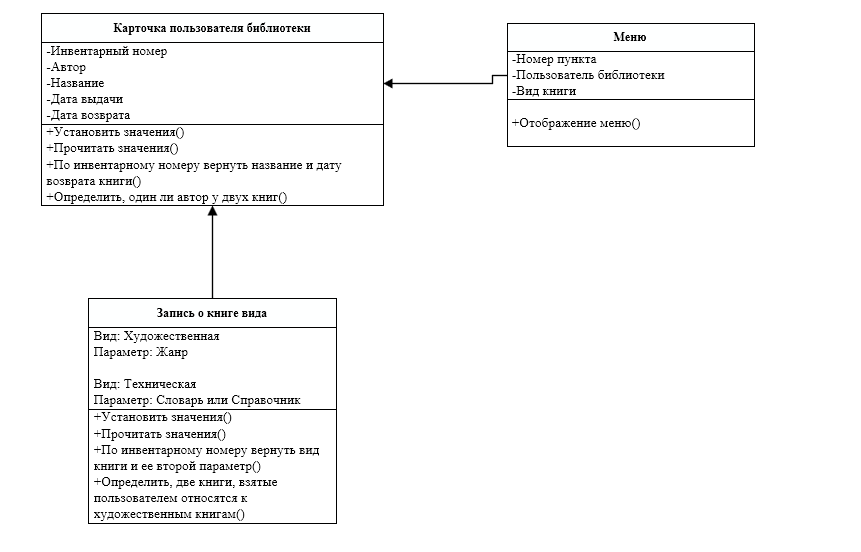 Карточка пользователя библиотеки
-Инвентарный номер
-Автор
-Название
-Дата выдачи
-Дата возврата
+Установить значения()
+Прочитать значения()
+По инвентарному номеру вернуть название и дату
возврата книги()
+Определить, один ли автор у двух книг()
Меню
-Номер пункта
-Пользователь библиотеки
-Вид книги
+Отображение меню()
Запись о книге вида
Вид: Художественная
Параметр: Жанр
Вид: Техническая
Параметр: Словарь или Справочник
+Установить значения()
+Прочитать значения()
+По инвентарному номеру вернуть вид
книги и ее второй параметр()
+Определить, две книги, взятые
пользователем относятся к
художественным книгам()